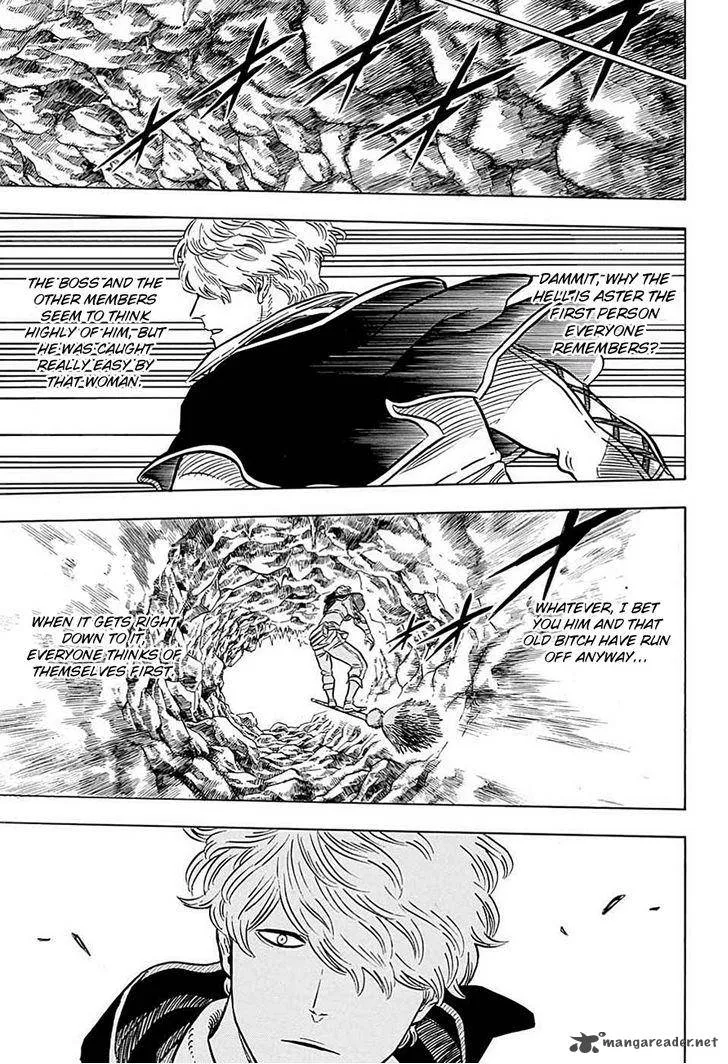 DAMMIT, WHY THE
HELL IS ASTER THE
FIRST PERSON
EVERYONE
REMEMBERS?
THE BOSS AND THE
OTHER MEMBERS
SEEM TO THINK
HIGHLY OF HIM, BUT
HE WAS CAUGHT
REALLY EASY BY
THAT WOMAN.
WHATEVER, I BET
YOU HIM AND THAT
OLD BITCH HAVE RUN
OFF ANYWAY...
WHEN IT GETS RIGHT
DOWN TO IT,
EVERYONE THINKS OF
THEMSELVES FIRST.
mangareader.net